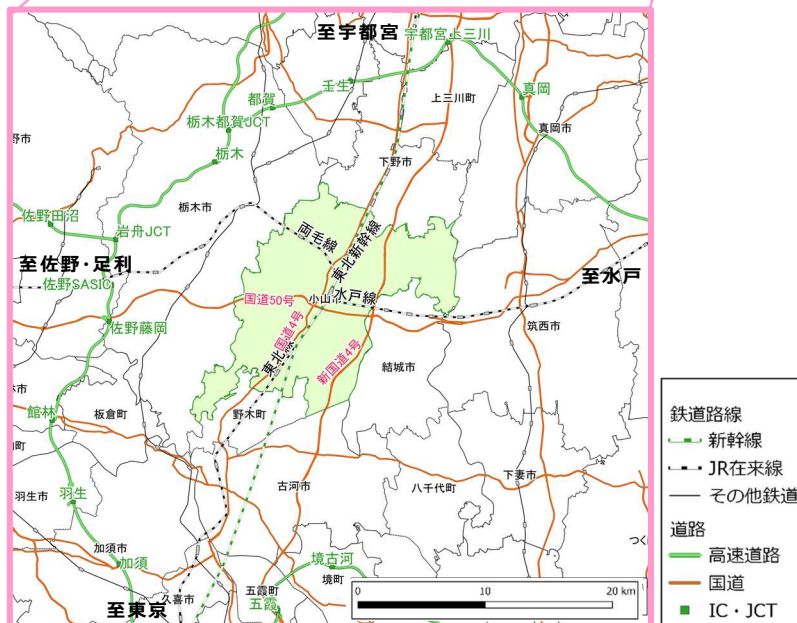 至宇都宮
宇都宮上三川
壬生
都賀
上三川町
真岡
栃木都賀JCT
真岡市
野市
栃木
下野市
佐野田沼
栃木市
岩舟JCT
両毛線
東北新幹線
至佐野・足利
佐野SASIC
至水戸
国道50号
小山市
水戸線
佐野藤岡
国道4号
筑西市
東北線
新国道4号
結城市
林市
館林
板倉町
野木町
町
古河市
八千代町
下妻市
羽生市
羽生
加須市
加須
境古河
境町
つく
久喜市
五霞町
五霞
至東京
0 10 20 km
鉄道路線
新幹線
JR在来線
その他鉄道
道路
高速道路
国道
IC・JCT